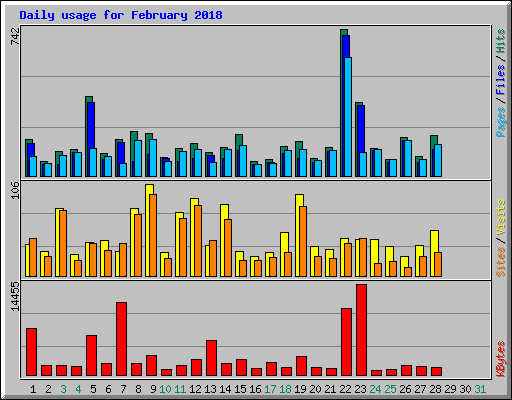 Daily usage for February 2018
742
Pages / Files / Hits
106
Sites / Visits
14455
KBytes
1 2 3 4 5 6 7 8 9 10 11 12 13 14 15 16 17 18 19 20 21 22 23 24 25 26 27 28 29 30 31